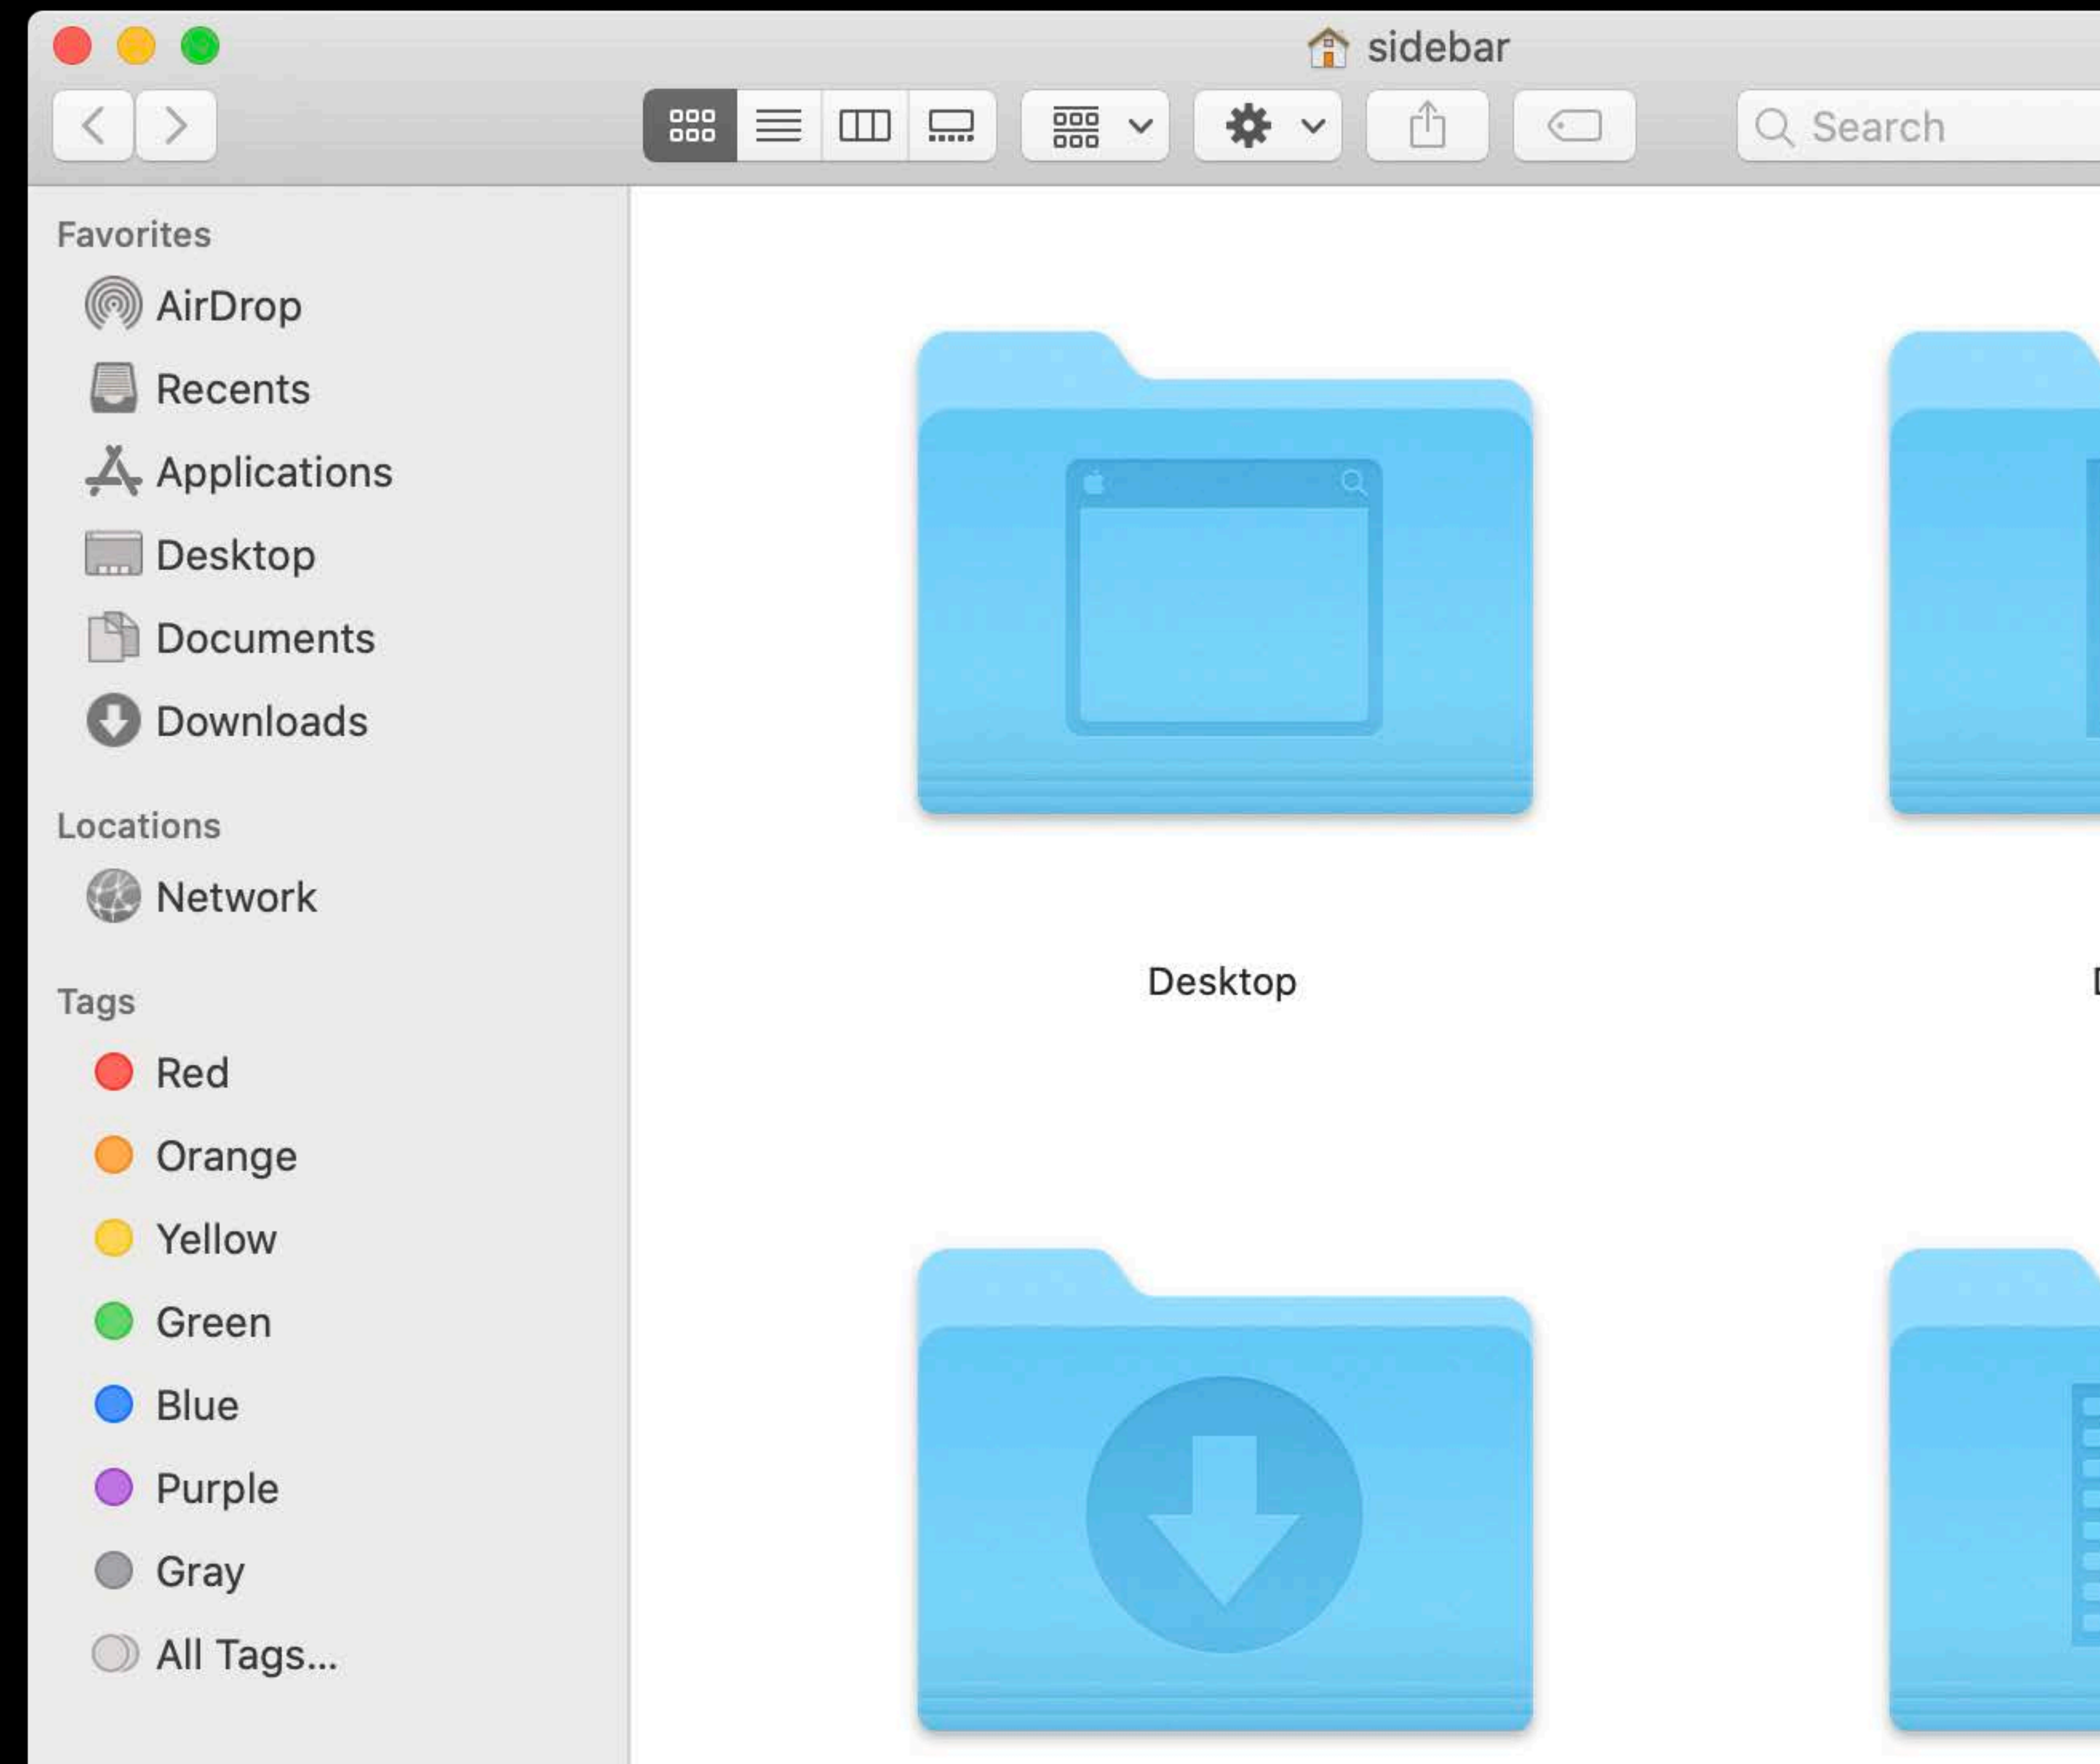 sidebar
Search
Favorites
AirDrop
Recents
Applications
Desktop
Documents
Downloads
Locations
Network
Tags
Red
Orange
Yellow
Green
Blue
Purple
Gray
All Tags...
Desktop